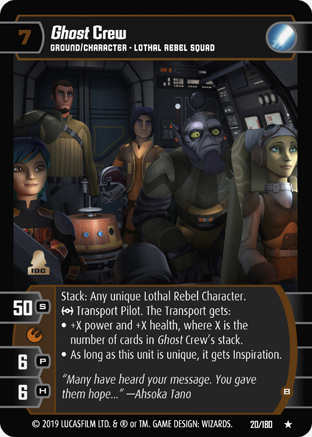 7
Ghost Crew
GROUND/CHARACTER - LOTHAL REBEL SQUAD
IDC
50 S
6 P
6 H
Stack: Any unique Lothal Rebel Character.
Transport Pilot. The Transport gets:
• +X power and +X health, where X is the
number of cards in Ghost Crew's stack.
• As long as this unit is unique, it gets Inspiration.
“Many have heard your message. You gave
them hope...” —Ahsoka Tano
B
© 2019 LUCASFILM LTD. & ® or TM. GAME DESIGN: WIZARDS.
20/180